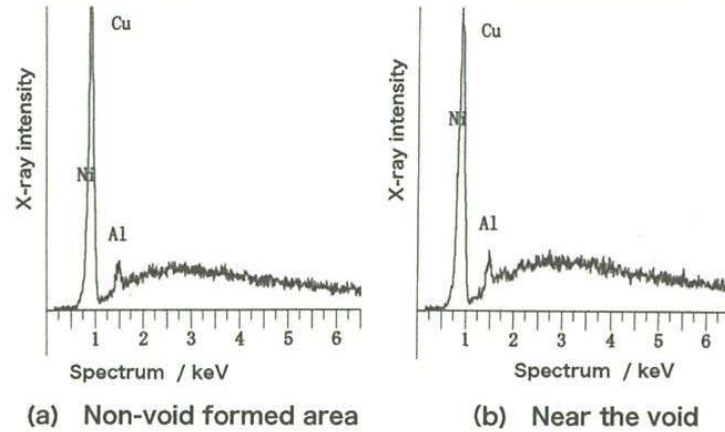 Cu
Ni
Al
X-ray intensity
1 2 3 4 5 6
Spectrum / keV
(a) Non-void formed area
Cu
Ni
Al
X-ray intensity
1 2 3 4 5 6
Spectrum / keV
(b) Near the void